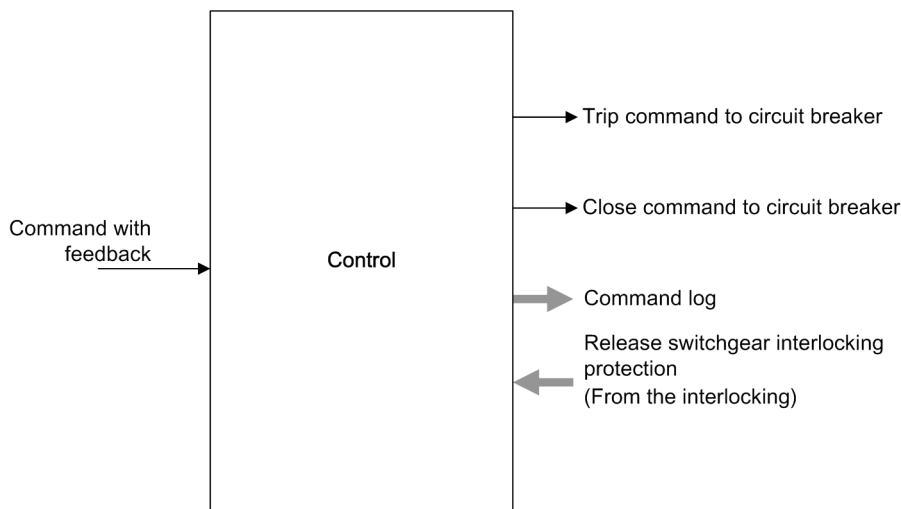 Trip command to circuit breaker
Close command to circuit breaker
Command with
feedback
Control
Command log
Release switchgear interlocking
protection
(From the interlocking)